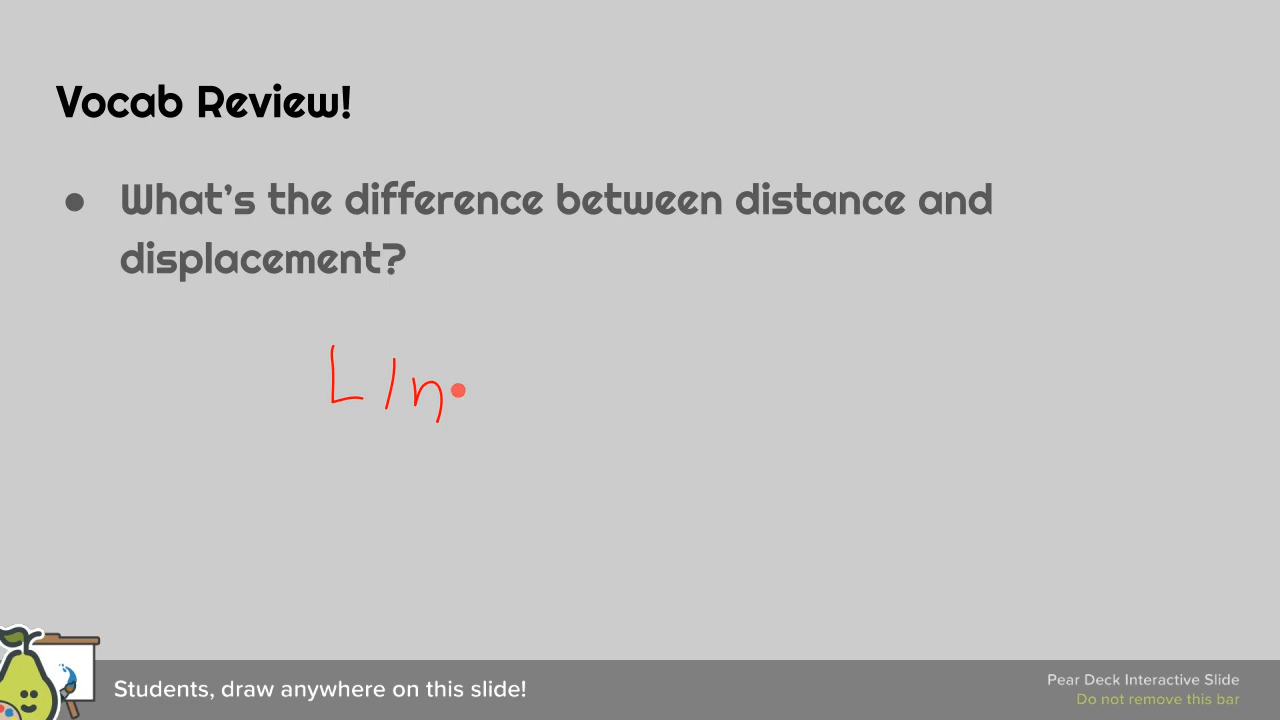 Vocab Review!
● What's the difference between distance and
displacement?
LIn
Students, draw anywhere on this slide!
Pear Deck Interactive Slide
Do not remove this bar